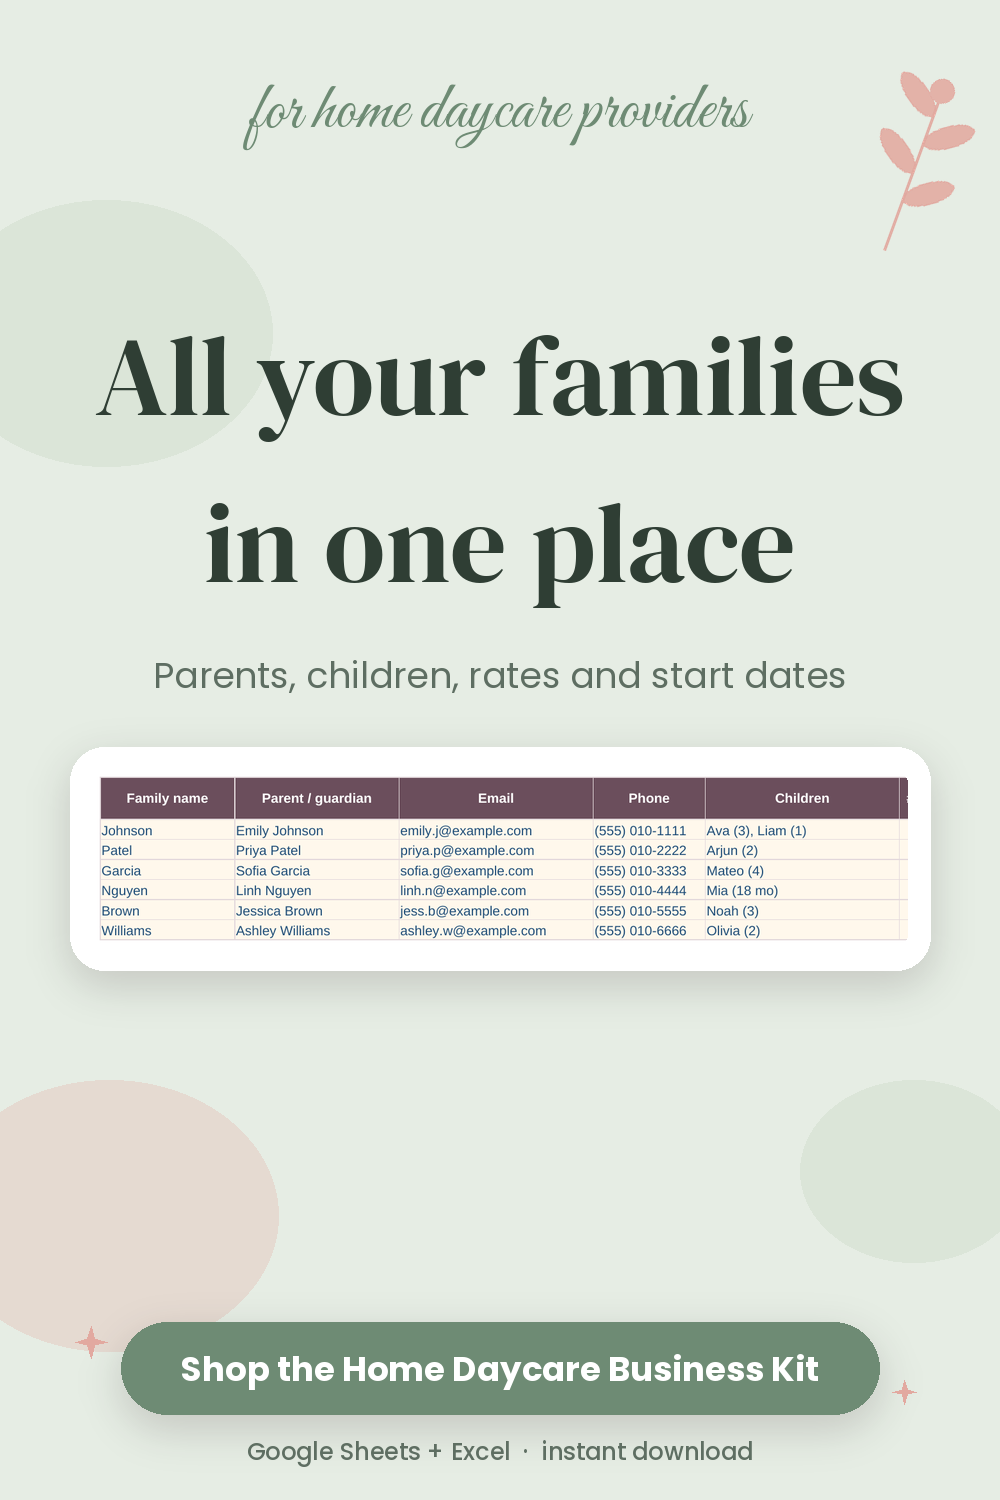 for home daycare providers
All your families
in one place
Parents, children, rates and start dates
Family name Parent / guardian Email Phone Children
Johnson Emily Johnson emily.j@example.com (555) 010-1111 Ava (3), Liam (1)
Patel Priya Patel priya.p@example.com (555) 010-2222 Arjun (2)
Garcia Sofia Garcia sofia.g@example.com (555) 010-3333 Mateo (4)
Nguyen Linh Nguyen linh.n@example.com (555) 010-4444 Mia (18 mo)
Brown Jessica Brown jess.b@example.com (555) 010-5555 Noah (3)
Williams Ashley Williams ashley.w@example.com (555) 010-6666 Olivia (2)
Shop the Home Daycare Business Kit
Google Sheets + Excel · instant download